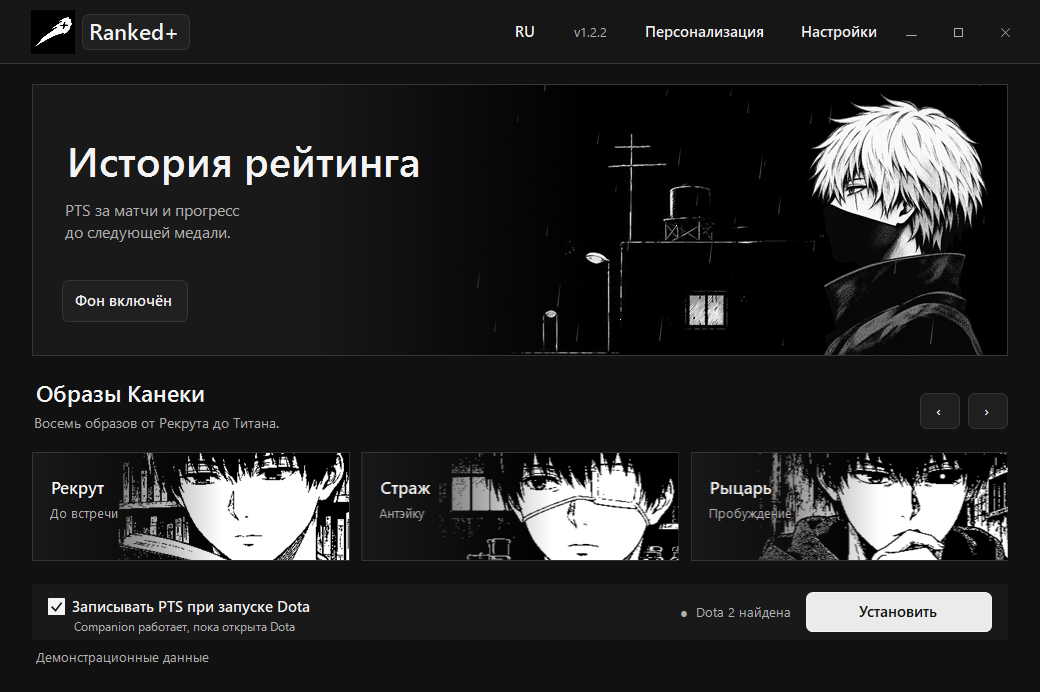 Ranked+
RU
v1.2.2
Персонализация
Настройки
История рейтинга
PTS за матчи и прогресс
до следующей медали.
Фон включён
Образы Канеки
Восемь образов от Рекрута до Титана.
Рекрут
До встречи
Страж
Антэйку
Рыцарь
Пробуждение
Записывать PTS при запуске Dota
Companion работает, пока открыта Dota
Dota 2 найдена
Установить
Демонстрационные данные